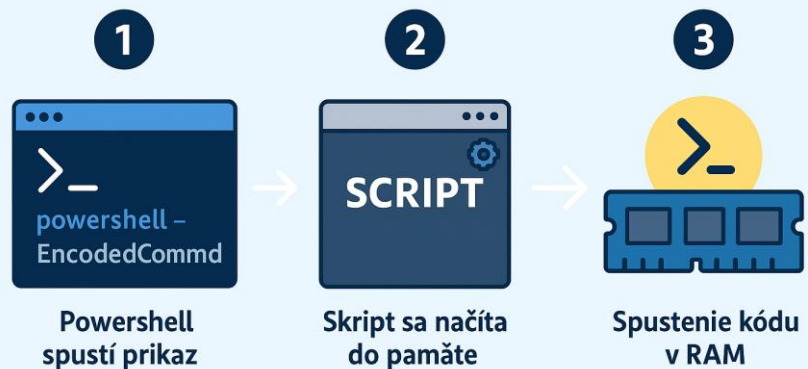 1
2
3
powershell –
EncodedCommd
SCRIPT
Powershell
spustí prikaz
Skript sa načíta
do pamäte
Spustenie kódu
v RAM